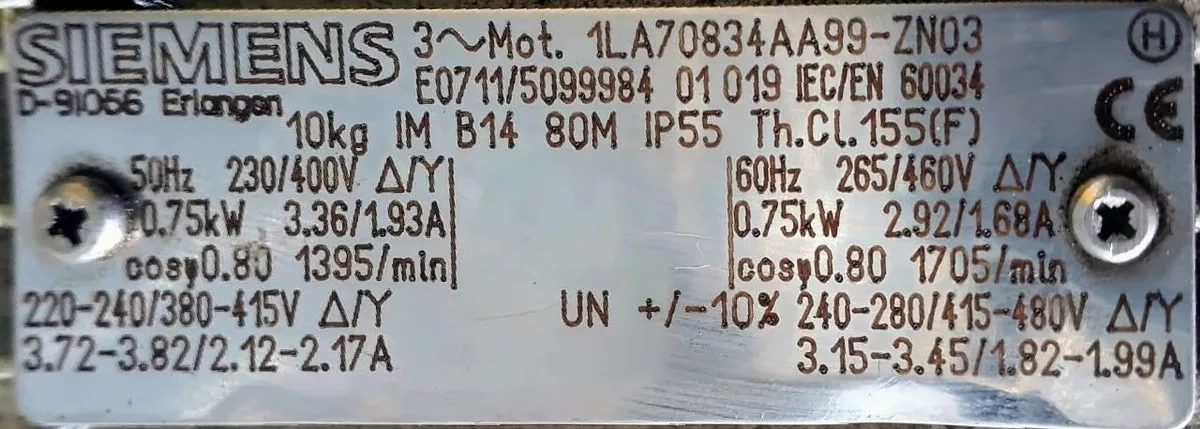 SIEMENS 3~Mot. 1LA70834AA99-ZN03 H
D-91056 Erlangen E0711/5099984 01 019 IEC/EN 60034 CE
10kg IM B14 80M IP55 Th.Cl.155(F)
50Hz 230/400V Δ/Y 60Hz 265/460V Δ/Y
0.75kW 3.36/1.93A 0.75kW 2.92/1.68A
cosφ0.80 1395/min cosφ0.80 1705/min
220-240/380-415V Δ/Y UN +/-10% 240-280/415-480V Δ/Y
3.72-3.82/2.12-2.17A 3.15-3.45/1.82-1.99A